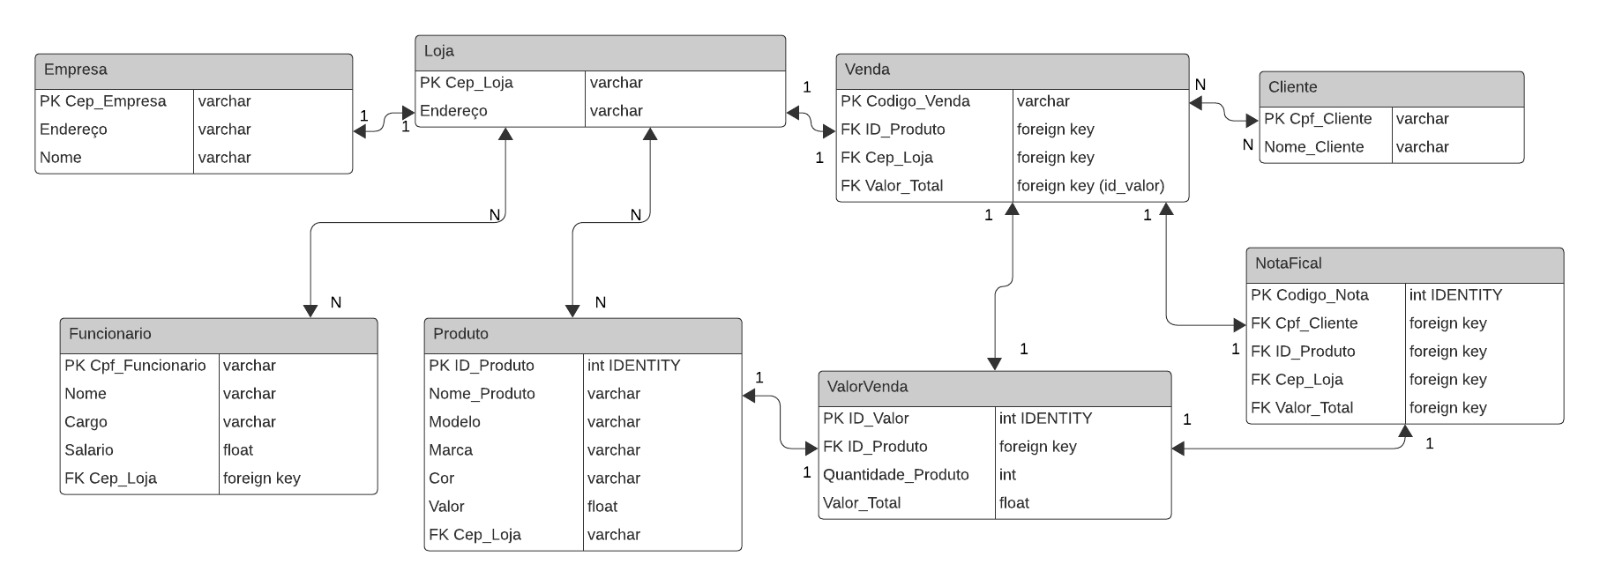 Empresa
PK Cep_Empresa varchar
Endereço varchar
Nome varchar
1
1
Loja
PK Cep_Loja varchar
Endereço varchar
1
1
Venda
PK Codigo_Venda varchar
FK ID_Produto foreign key
FK Cep_Loja foreign key
FK Valor_Total foreign key (id_valor)
N
N
Cliente
PK Cpf_Cliente varchar
Nome_Cliente varchar
N
N
1
1
NotaFical
PK Codigo_Nota int IDENTITY
FK Cpf_Cliente foreign key
FK ID_Produto foreign key
FK Cep_Loja foreign key
FK Valor_Total foreign key
N
N
1
1
Funcionario
PK Cpf_Funcionario varchar
Nome varchar
Cargo varchar
Salario float
FK Cep_Loja foreign key
Produto
PK ID_Produto int IDENTITY
Nome_Produto varchar
Modelo varchar
Marca varchar
Cor varchar
Valor float
FK Cep_Loja varchar
1
1
ValorVenda
PK ID_Valor int IDENTITY
FK ID_Produto foreign key
Quantidade_Produto int
Valor_Total float
1
1